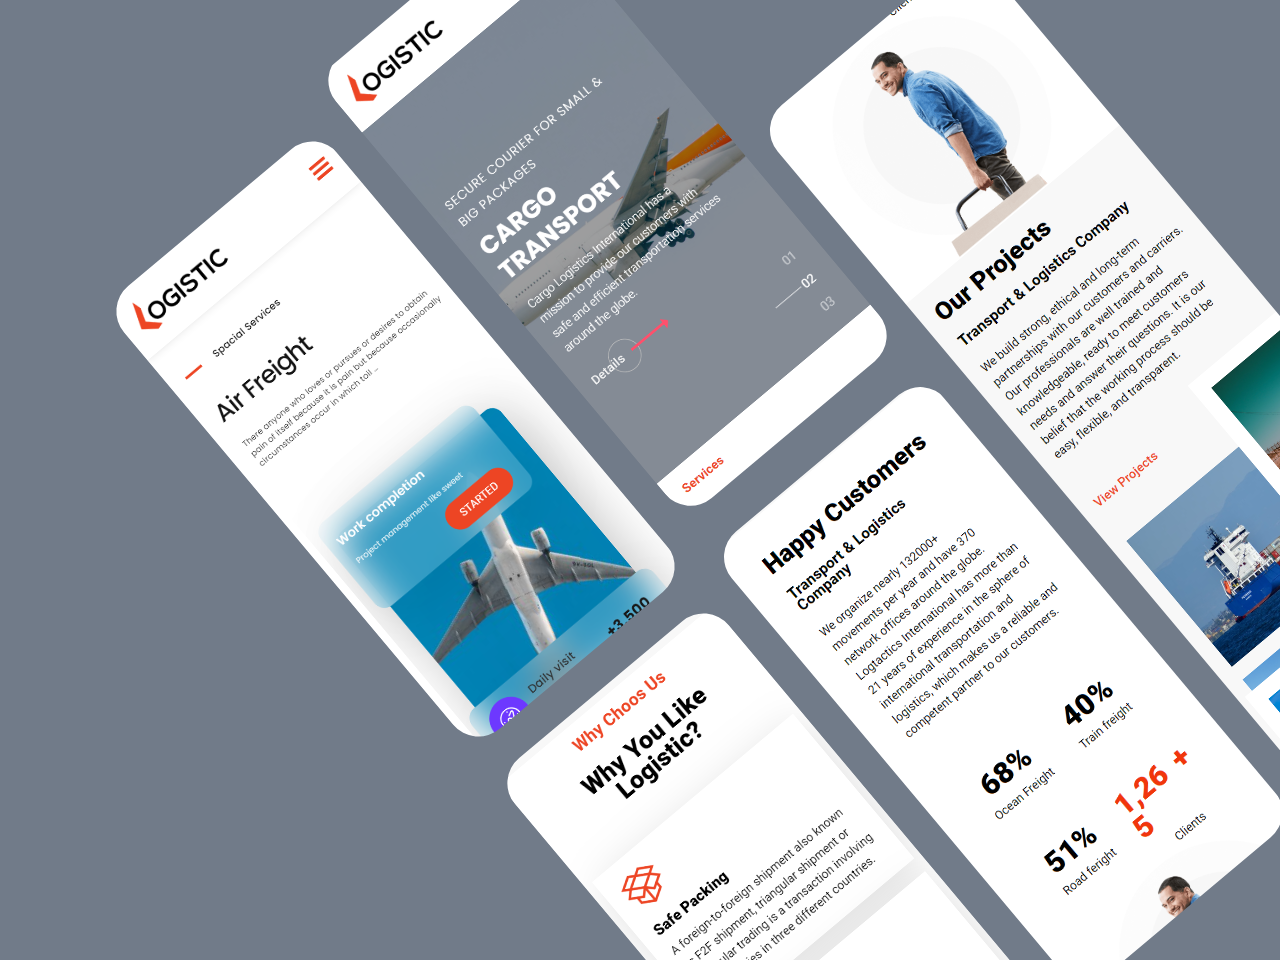 LOGISTIC
Spacial Services
Air Freight
There anyone who loves or pursues or desires to obtain
pain of itself because it is pain but because occasionally
circumstances occur in which toil ...
Work completion
Project management like sweet
STARTED
+3,500
Daily visit
LOGISTIC
SECURE COURIER FOR SMALL &
BIG PACKAGES
CARGO
TRANSPORT
Cargo Logistics International has a
mission to provide our customers with
safe and efficient transportation services
around the globe.
Details
01
02
03
Services
Why Choos Us
Why You Like
Logistic?
Safe Packing
A foreign-to-foreign shipment also known
F2F shipment, triangular shipment or
trading is a transaction involving
in three different countries.
Happy Customers
Transport & Logistics
Company
We organize nearly 132000+
movements per year and have 370
network offices around the globe.
Logtactics International has more than
21 years of experience in the sphere of
international transportation and
logistics, which makes us a reliable and
competent partner to our customers.
68%
Ocean Freight
40%
Train freight
51%
Road feright
1,26 +
5
Clients
Our Projects
Transport & Logistics Company
We build strong, ethical and long-term
partnerships with our customers and carriers.
Our professionals are well trained and
knowledgeable, ready to meet customers
needs and answer their questions. It is our
belief that the working process should be
easy, flexible, and transparent.
View Projects